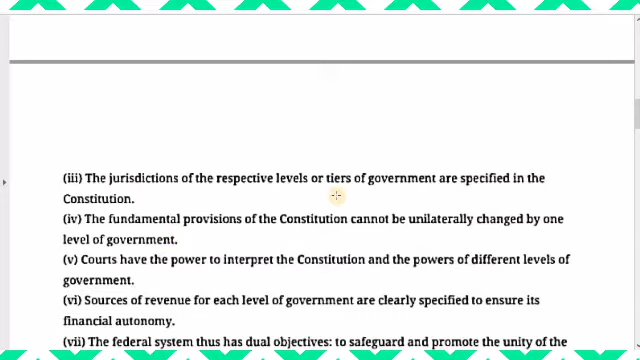 (iii) The jurisdictions of the respective levels or tiers of government are specified in the
Constitution.
(iv) The fundamental provisions of the Constitution cannot be unilaterally changed by one
level of government.
(v) Courts have the power to interpret the Constitution and the powers of different levels of
government.
(vi) Sources of revenue for each level of government are clearly specified to ensure its
financial autonomy.
(vii) The federal system thus has dual objectives: to safeguard and promote the unity of the